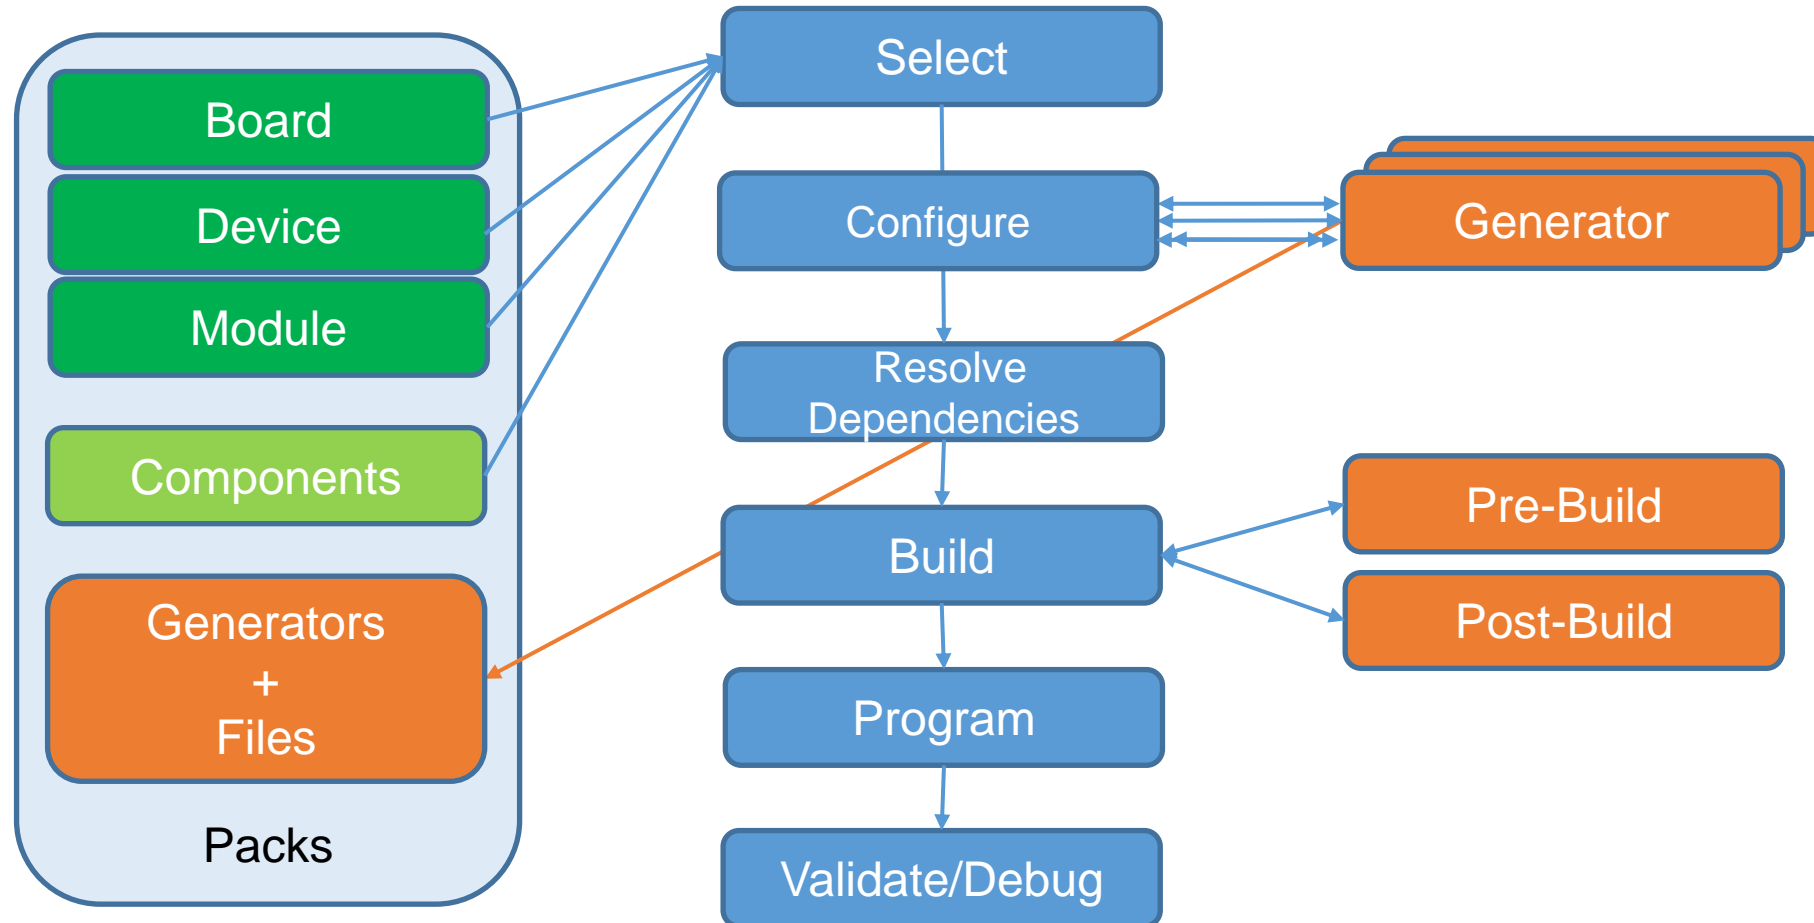 Board
Device
Module
Components
Generators
+
Files
Packs
Select
Configure
Resolve
Dependencies
Build
Program
Validate/Debug
Generator
Pre-Build
Post-Build